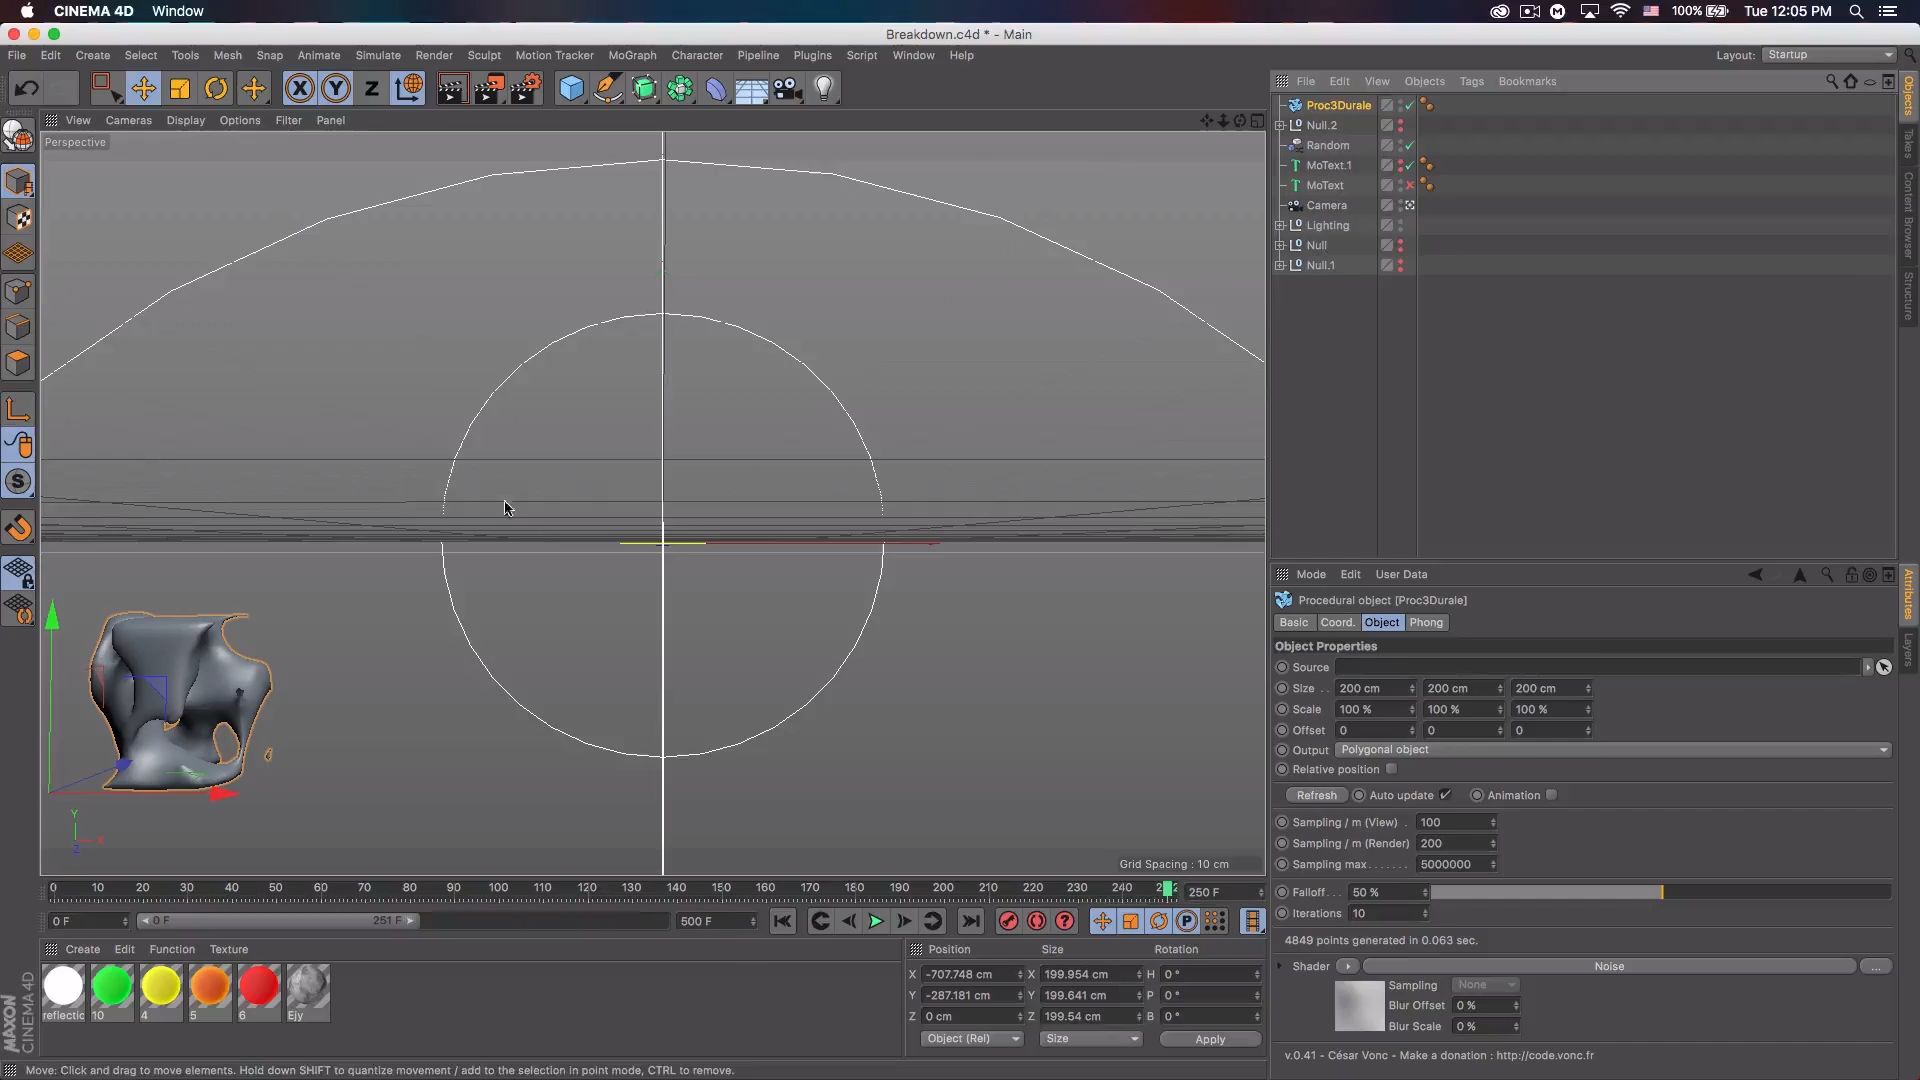 CINEMA 4D Window 100% Tue 12:05 PM
Breakdown.c4d * - Main
File Edit Create Select Tools Mesh Snap Animate Simulate Render Sculpt Motion Tracker MoGraph Character Pipeline Plugins Script Window Help Layout: Startup
X Y Z
View Cameras Display Options Filter Panel
Perspective
Grid Spacing : 10 cm
Y
X
Z
0 10 20 30 40 50 60 70 80 90 100 110 120 130 140 150 160 170 180 190 200 210 220 230 240 250 F
0 F 0 F 251 F 500 F
Create Edit Function Texture
reflectic 10 4 5 6 Ejy
MAXON CINEMA 4D
Position Size Rotation
X -707.748 cm X 199.954 cm H 0 °
Y -287.181 cm Y 199.641 cm P 0 °
Z 0 cm Z 199.54 cm B 0 °
Object (Rel) Size Apply
Move: Click and drag to move elements. Hold down SHIFT to quantize movement / add to the selection in point mode, CTRL to remove.
File Edit View Objects Tags Bookmarks
Proc3Durale
Null.2
Random
MoText.1
MoText
Camera
Lighting
Null
Null.1
Objects
Takes
Content Browser
Structure
Mode Edit User Data
Procedural object [Proc3Durale]
Basic Coord. Object Phong
Object Properties
Source
Size . . 200 cm 200 cm 200 cm
Scale 100 % 100 % 100 %
Offset 0 0 0
Output Polygonal object
Relative position
Refresh Auto update Animation
Sampling / m (View) . 100
Sampling / m (Render) 200
Sampling max. . . . . . . 5000000
Falloff. . . 50 %
Iterations 10
4849 points generated in 0.063 sec.
Shader Noise ...
Sampling None
Blur Offset 0 %
Blur Scale 0 %
v.0.41 - César Vonc - Make a donation : http://code.vonc.fr
Attributes
Layers